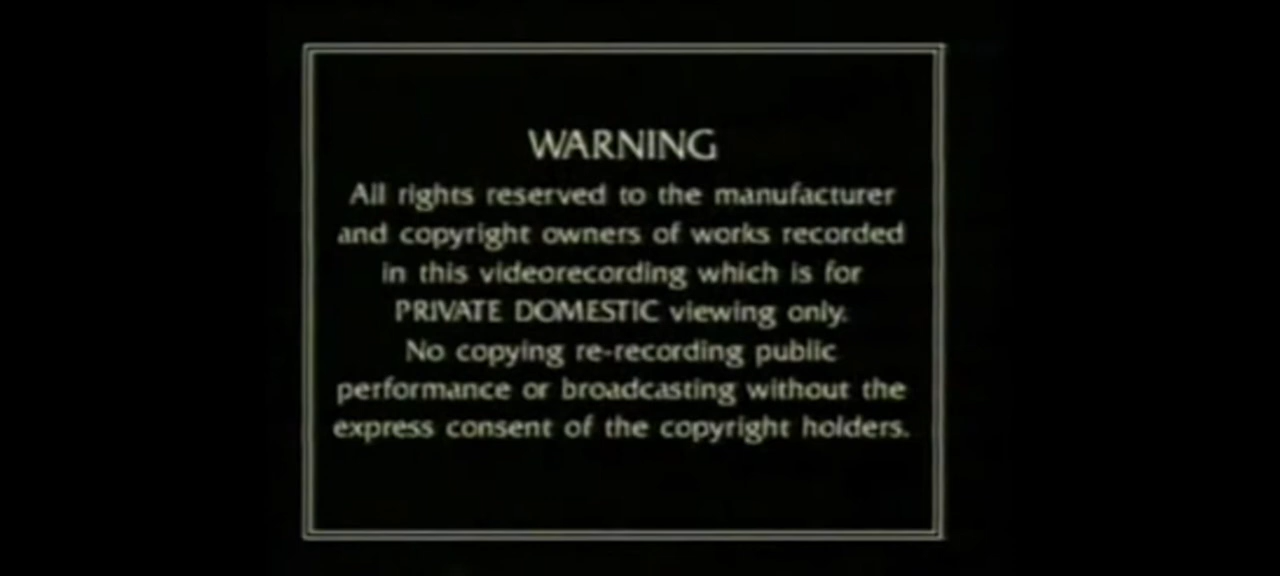 WARNING
All rights reserved to the manufacturer
and copyright owners of works recorded
in this videorecording which is for
PRIVATE DOMESTIC viewing only.
No copying re-recording public
performance or broadcasting without the
express consent of the copyright holders.